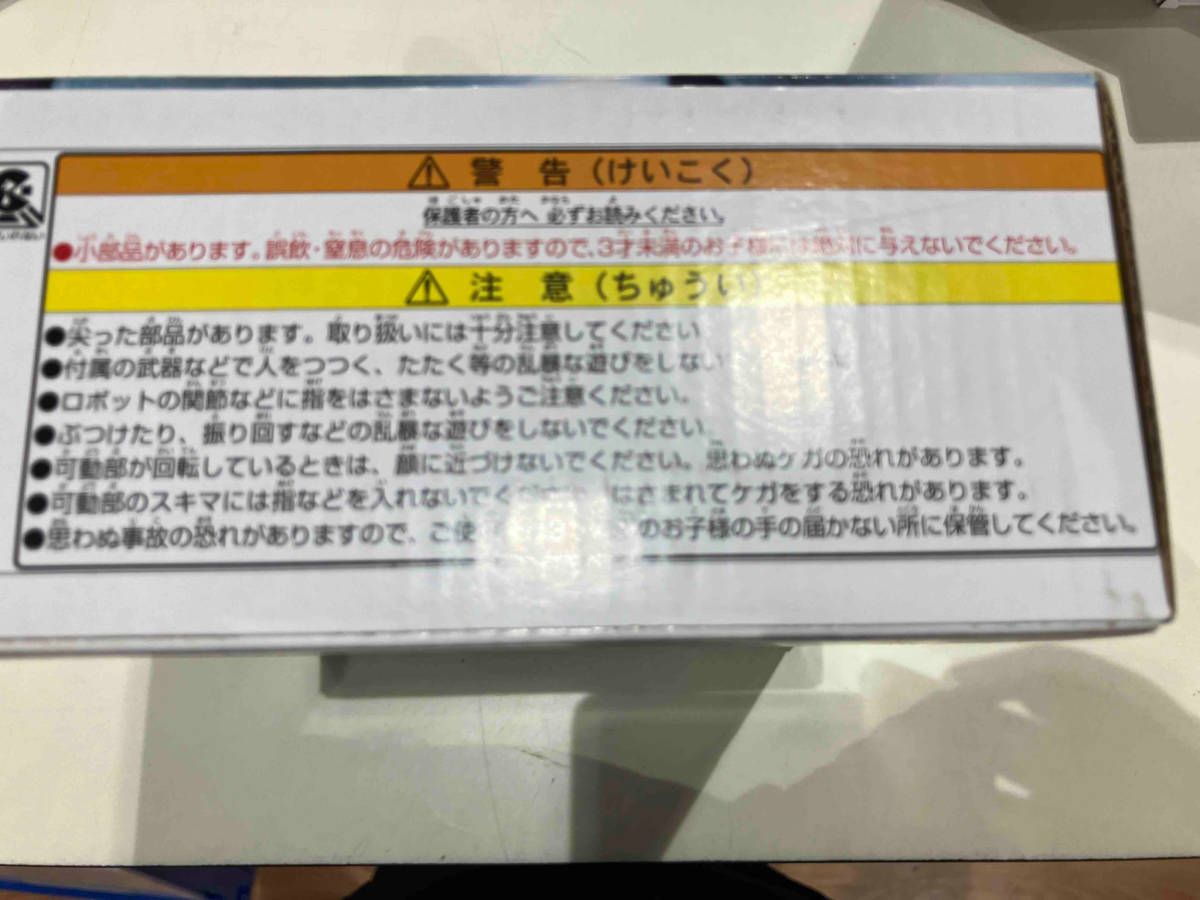 警 告（けいこく）
保護者の方へ 必ずお読みください。
●小部品があります。誤飲・窒息の危険がありますので、3才未満のお子様には絶対に与えないでください。
注 意（ちゅうい）
●尖った部品があります。取り扱いには十分注意してください
●付属の武器などで人をつつく、たたく等の乱暴な遊びをしない
●ロボットの関節などに指をはさまないようご注意ください。
●ぶつけたり、振り回すなどの乱暴な遊びをしないでください
●可動部が回転しているときは、顔に近づけないでください。思わぬケガの恐れがあります。
●可動部のスキマには指などを入れないでください はさまれてケガをする恐れがあります。
●思わぬ事故の恐れがありますので、ご使 のお子様の手の届かない所に保管してください。